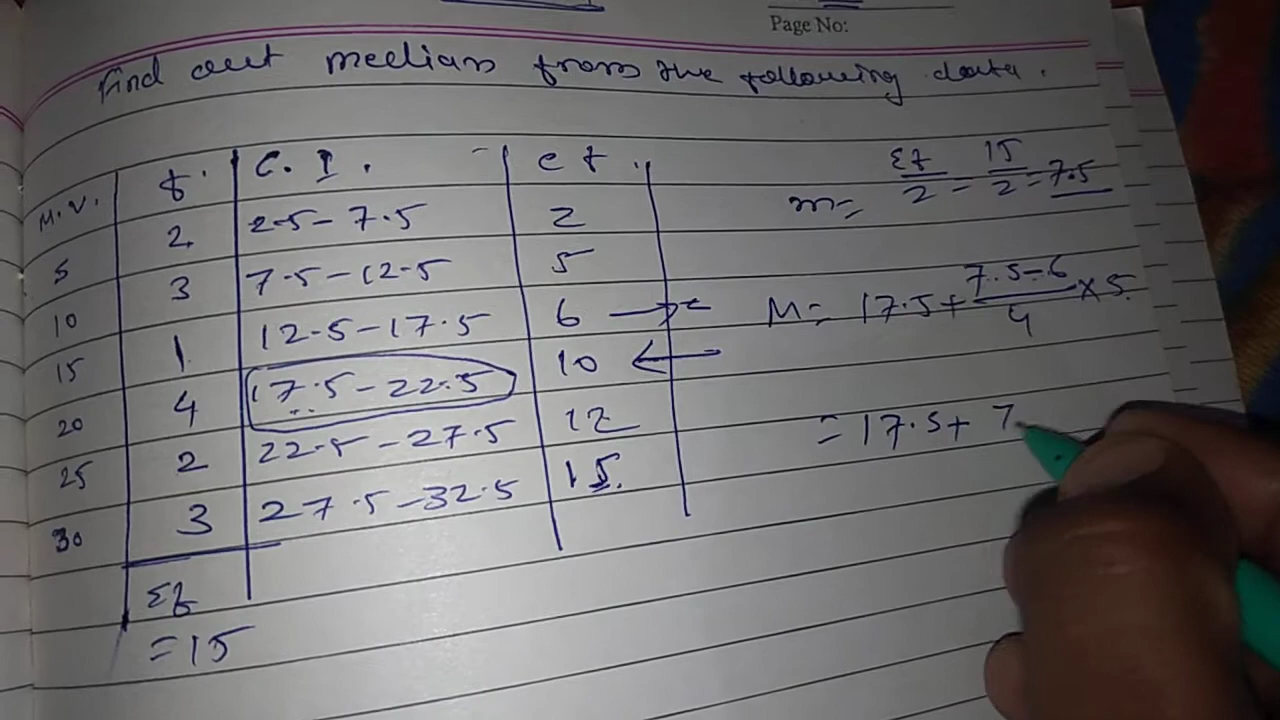 Page No:
Find out median from the following data.
M.V. f. C.I. cf.
5 2 2.5-7.5 2
10 3 7.5-12.5 5
15 1 12.5-17.5 6
20 4 17.5-22.5 10
25 2 22.5-27.5 12
30 3 27.5-32.5 15.
Σf
=15
m= Σf/2 = 15/2 = 7.5
M= 17.5+ 7.5-6/4 ×5
= 17.5+ 7.